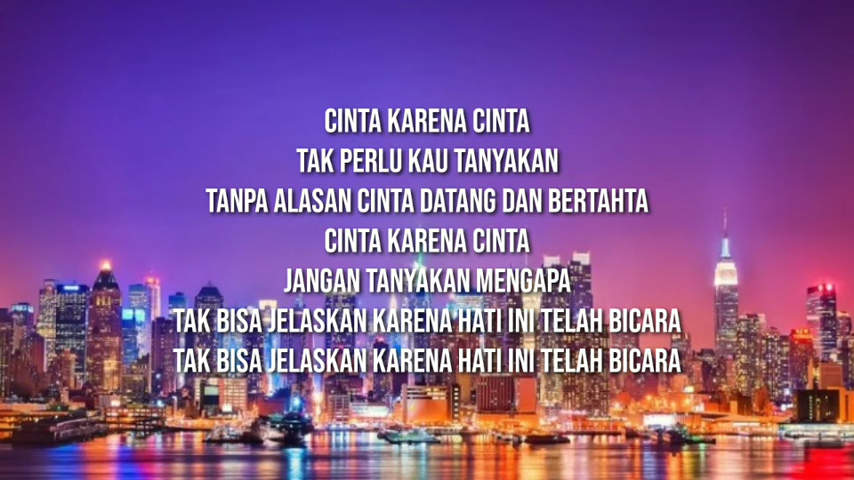 CINTA KARENA CINTA
TAK PERLU KAU TANYAKAN
TANPA ALASAN CINTA DATANG DAN BERTAHTA
CINTA KARENA CINTA
JANGAN TANYAKAN MENGAPA
TAK BISA JELASKAN KARENA HATI INI TELAH BICARA
TAK BISA JELASKAN KARENA HATI INI TELAH BICARA